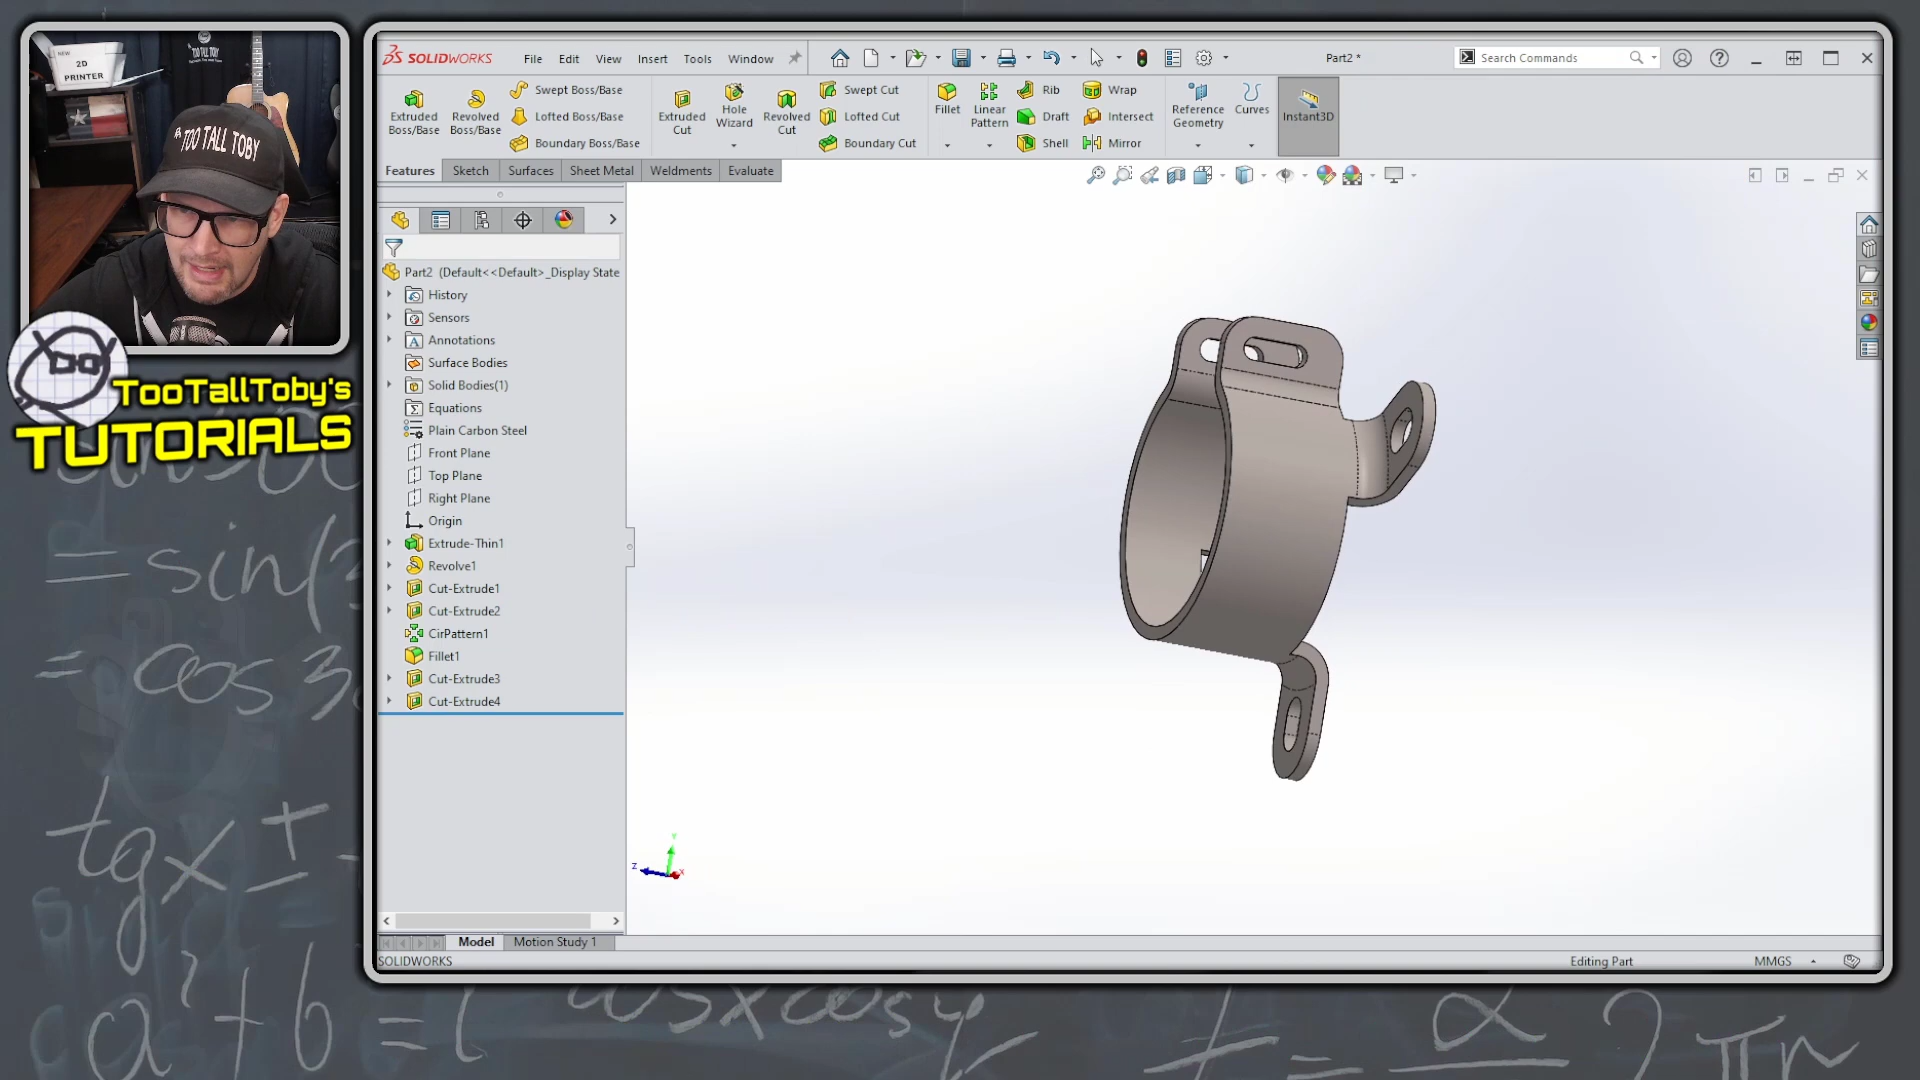 NEW
2D
PRINTER
TOO TALL TOBY
TooTallToby's
TUTORIALS
SOLIDWORKS
File Edit View Insert Tools Window
Part2 *
Search Commands
Extruded Boss/Base
Revolved Boss/Base
Swept Boss/Base
Lofted Boss/Base
Boundary Boss/Base
Extruded Cut
Hole Wizard
Revolved Cut
Swept Cut
Lofted Cut
Boundary Cut
Fillet
Linear Pattern
Rib
Draft
Shell
Wrap
Intersect
Mirror
Reference Geometry
Curves
Instant3D
Features Sketch Surfaces Sheet Metal Weldments Evaluate
Part2 (Default<<Default>_Display State
History
Sensors
Annotations
Surface Bodies
Solid Bodies(1)
Equations
Plain Carbon Steel
Front Plane
Top Plane
Right Plane
Origin
Extrude-Thin1
Revolve1
Cut-Extrude1
Cut-Extrude2
CirPattern1
Fillet1
Cut-Extrude3
Cut-Extrude4
Y
Z
X
Model Motion Study 1
SOLIDWORKS
Editing Part
MMGS